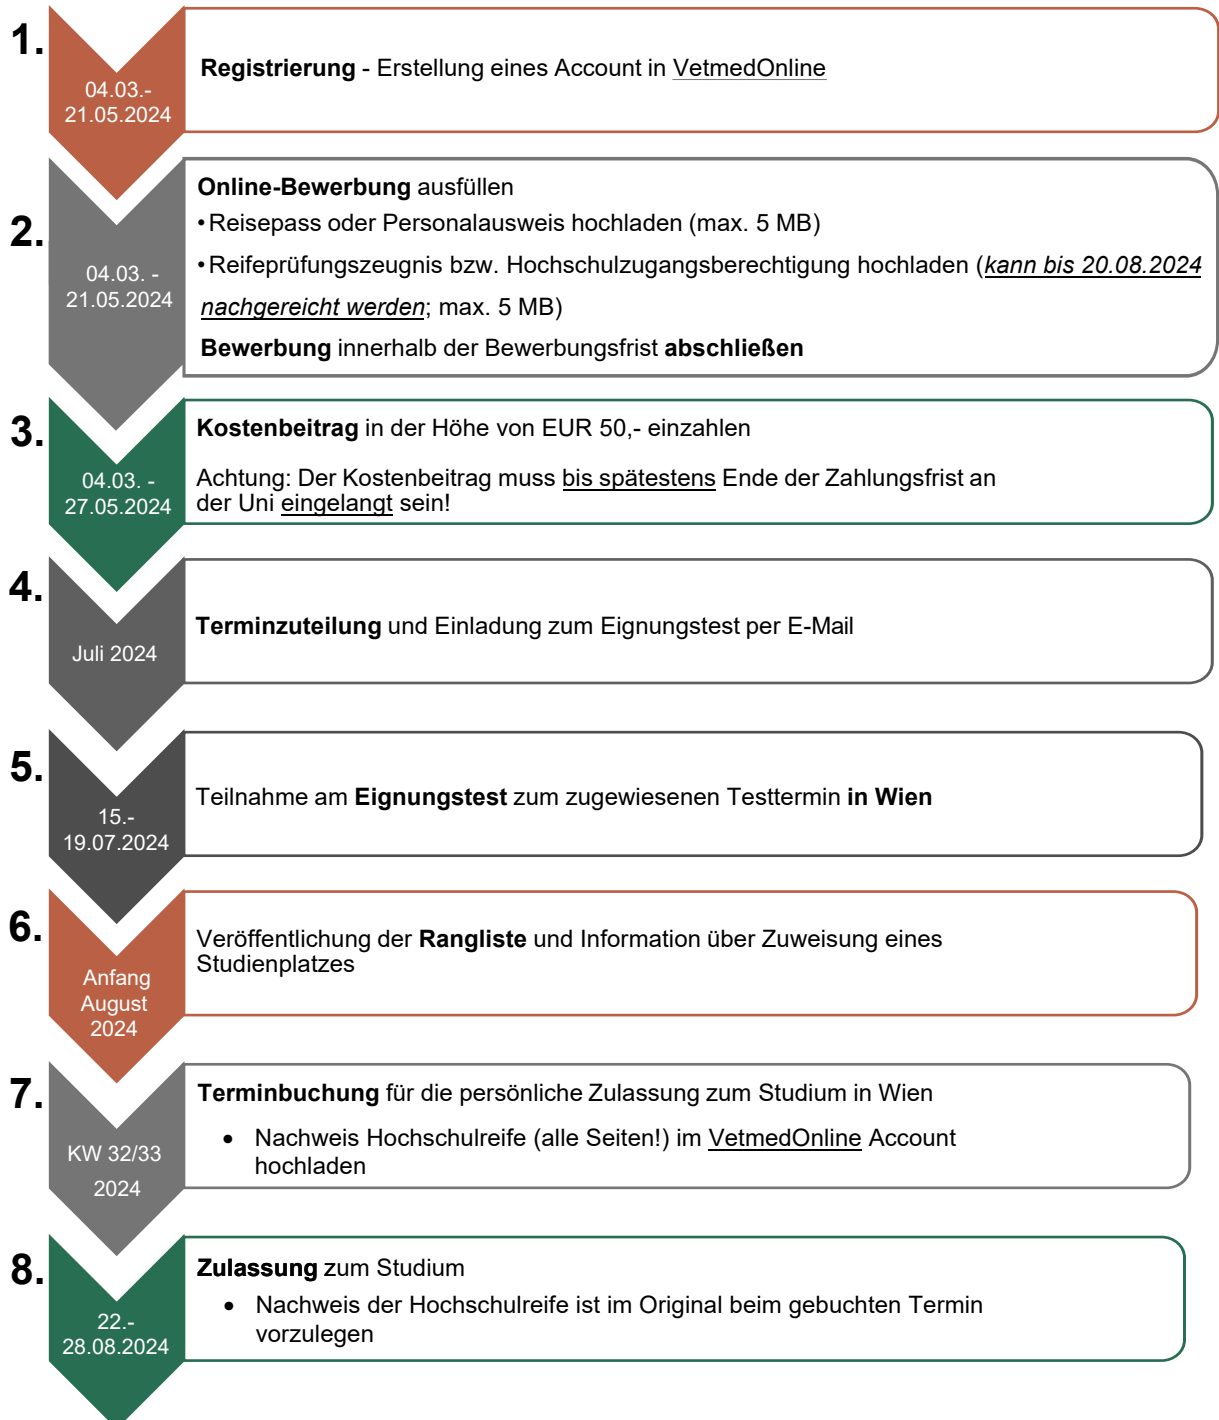 1.
04.03.-
21.05.2024
Registrierung - Erstellung eines Account in VetmedOnline
2.
04.03. -
21.05.2024
Online-Bewerbung ausfüllen
• Reisepass oder Personalausweis hochladen (max. 5 MB)
• Reifeprüfungszeugnis bzw. Hochschulzugangsberechtigung hochladen (kann bis 20.08.2024
nachgereicht werden; max. 5 MB)
Bewerbung innerhalb der Bewerbungsfrist abschließen
3.
04.03. -
27.05.2024
Kostenbeitrag in der Höhe von EUR 50,- einzahlen
Achtung: Der Kostenbeitrag muss bis spätestens Ende der Zahlungsfrist an
der Uni eingelangt sein!
4.
Juli 2024
Terminzuteilung und Einladung zum Eignungstest per E-Mail
5.
15.-
19.07.2024
Teilnahme am Eignungstest zum zugewiesenen Testtermin in Wien
6.
Anfang
August
2024
Veröffentlichung der Rangliste und Information über Zuweisung eines
Studienplatzes
7.
KW 32/33
2024
Terminbuchung für die persönliche Zulassung zum Studium in Wien
• Nachweis Hochschulreife (alle Seiten!) im VetmedOnline Account
hochladen
8.
22.-
28.08.2024
Zulassung zum Studium
• Nachweis der Hochschulreife ist im Original beim gebuchten Termin
vorzulegen